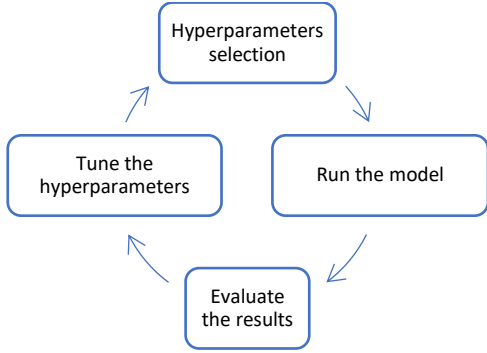 Hyperparameters
selection
Run the model
Evaluate
the results
Tune the
hyperparameters